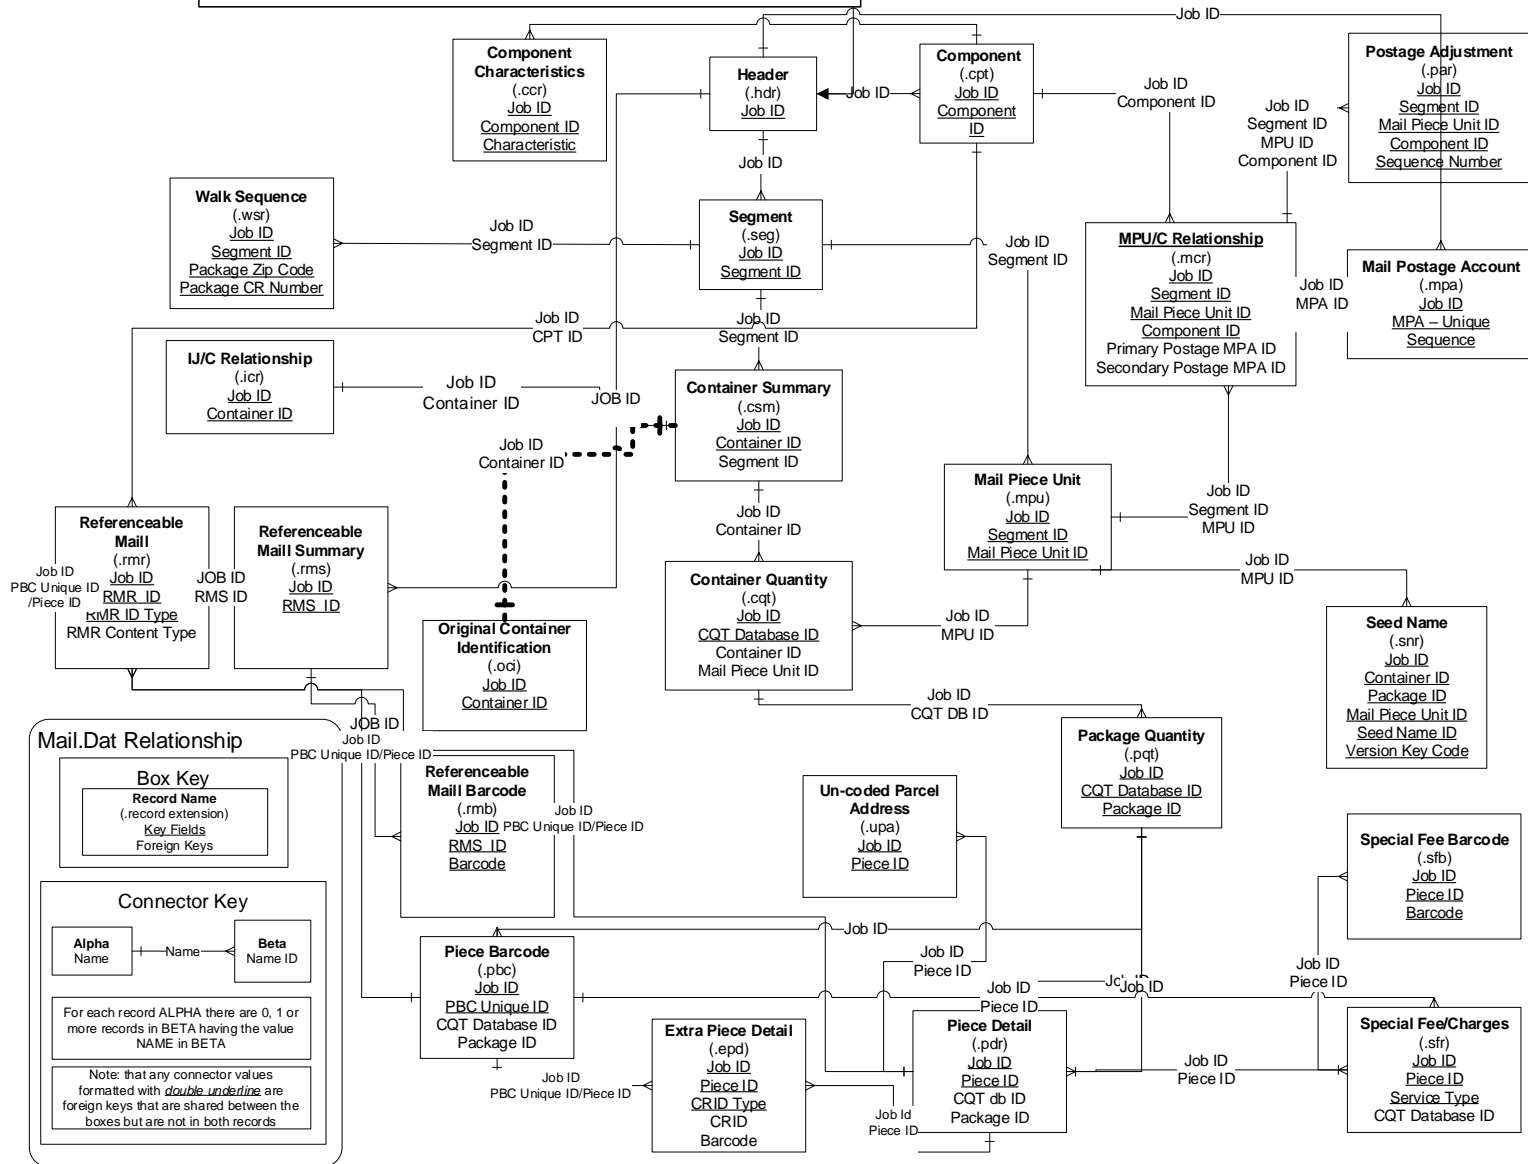 Job ID
Component
Characteristics
(.ccr)
Job ID
Component ID
Characteristic
Header
(.hdr)
Job ID
Job ID
Component
(.cpt)
Job ID
Component
ID
Job ID
Component ID
Postage Adjustment
(.par)
Job ID
Segment ID
Mail Piece Unit ID
Component ID
Sequence Number
Job ID
Segment ID
MPU ID
Component ID
Job ID
Walk Sequence
(.wsr)
Job ID
Segment ID
Package Zip Code
Package CR Number
Job ID
Segment ID
Segment
(.seg)
Job ID
Segment ID
Job ID
Segment ID
MPU/C Relationship
(.mcr)
Job ID
Segment ID
Mail Piece Unit ID
Component ID
Primary Postage MPA ID
Secondary Postage MPA ID
Job ID
MPA ID
Mail Postage Account
(.mpa)
Job ID
MPA – Unique
Sequence
Job ID
CPT ID
Job ID
Segment ID
IJ/C Relationship
(.icr)
Job ID
Container ID
Job ID
Container ID
JOB ID
Container Summary
(.csm)
Job ID
Container ID
Segment ID
Job ID
Container ID
Job ID
Container ID
Mail Piece Unit
(.mpu)
Job ID
Segment ID
Mail Piece Unit ID
Job ID
Segment ID
MPU ID
Job ID
MPU ID
Referenceable
Maill
(.rmr)
Job ID
RMR_ID
RMR ID Type
RMR Content Type
Job ID
PBC Unique ID
/Piece ID
JOB ID
RMS ID
Referenceable
Maill Summary
(.rms)
Job ID
RMS_ID
Original Container
Identification
(.oci)
Job ID
Container ID
Container Quantity
(.cqt)
Job ID
CQT Database ID
Container ID
Mail Piece Unit ID
Job ID
MPU ID
Seed Name
(.snr)
Job ID
Container ID
Package ID
Mail Piece Unit ID
Seed Name ID
Version Key Code
Job ID
CQT DB ID
Package Quantity
(.pqt)
Job ID
CQT Database ID
Package ID
JOB ID
Job ID
PBC Unique ID/Piece ID
Mail.Dat Relationship
Box Key
Record Name
(.record extension)
Key Fields
Foreign Keys
Connector Key
Alpha
Name
Name
Beta
Name ID
For each record ALPHA there are 0, 1 or
more records in BETA having the value
NAME in BETA
Note: that any connector values
formatted with double underline are
foreign keys that are shared between the
boxes but are not in both records
Referenceable
Maill Barcode
(.rmb)
Job ID
RMS_ID
Barcode
Job ID
PBC Unique ID/Piece ID
Un-coded Parcel
Address
(.upa)
Job ID
Piece ID
Special Fee Barcode
(.sfb)
Job ID
Piece ID
Barcode
Job ID
Job ID
Piece ID
Job ID
Piece ID
Piece Barcode
(.pbc)
Job ID
PBC Unique ID
CQT Database ID
Package ID
Job ID
Piece ID
Job ID
Extra Piece Detail
(.epd)
Job ID
Piece ID
CRID Type
CRID
Barcode
Job ID
PBC Unique ID/Piece ID
Piece Detail
(.pdr)
Job ID
Piece ID
CQT db ID
Package ID
Job Id
Piece ID
Job ID
Piece ID
Special Fee/Charges
(.sfr)
Job ID
Piece ID
Service Type
CQT Database ID